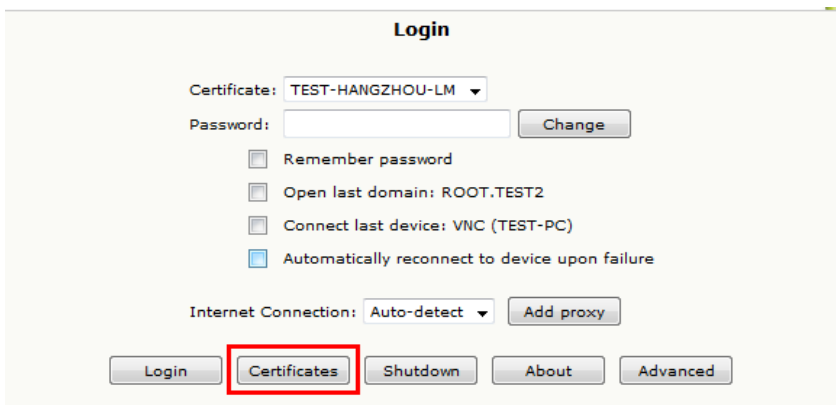 Login
Certificate: TEST-HANGZHOU-LM
Password: Change
Remember password
Open last domain: ROOT.TEST2
Connect last device: VNC (TEST-PC)
Automatically reconnect to device upon failure
Internet Connection: Auto-detect Add proxy
Login Certificates Shutdown About Advanced